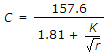 C = 157.6 / (1.81 + K/√r)